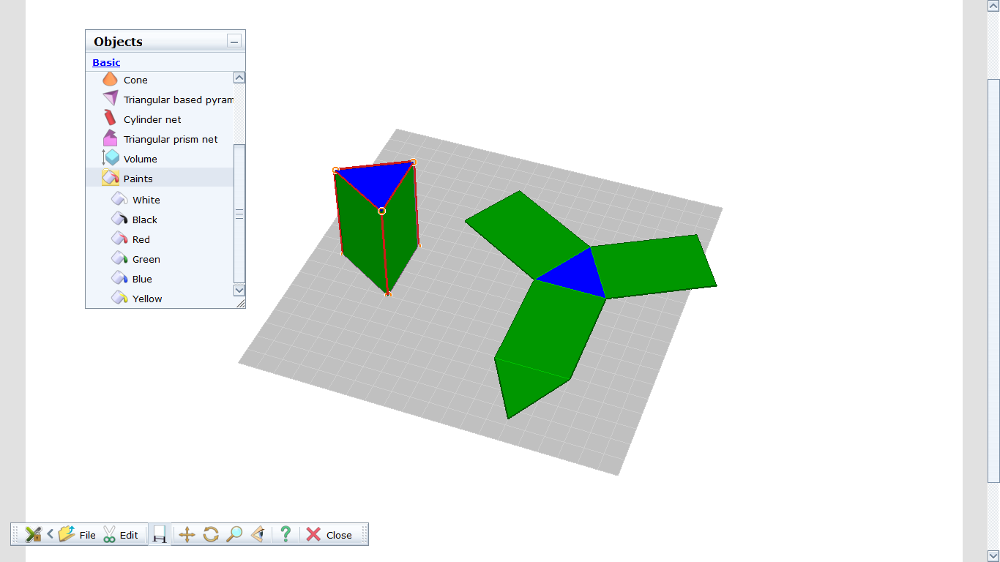 Objects
Basic
Cone
Triangular based pyram
Cylinder net
Triangular prism net
Volume
Paints
White
Black
Red
Green
Blue
Yellow
File Edit ? Close